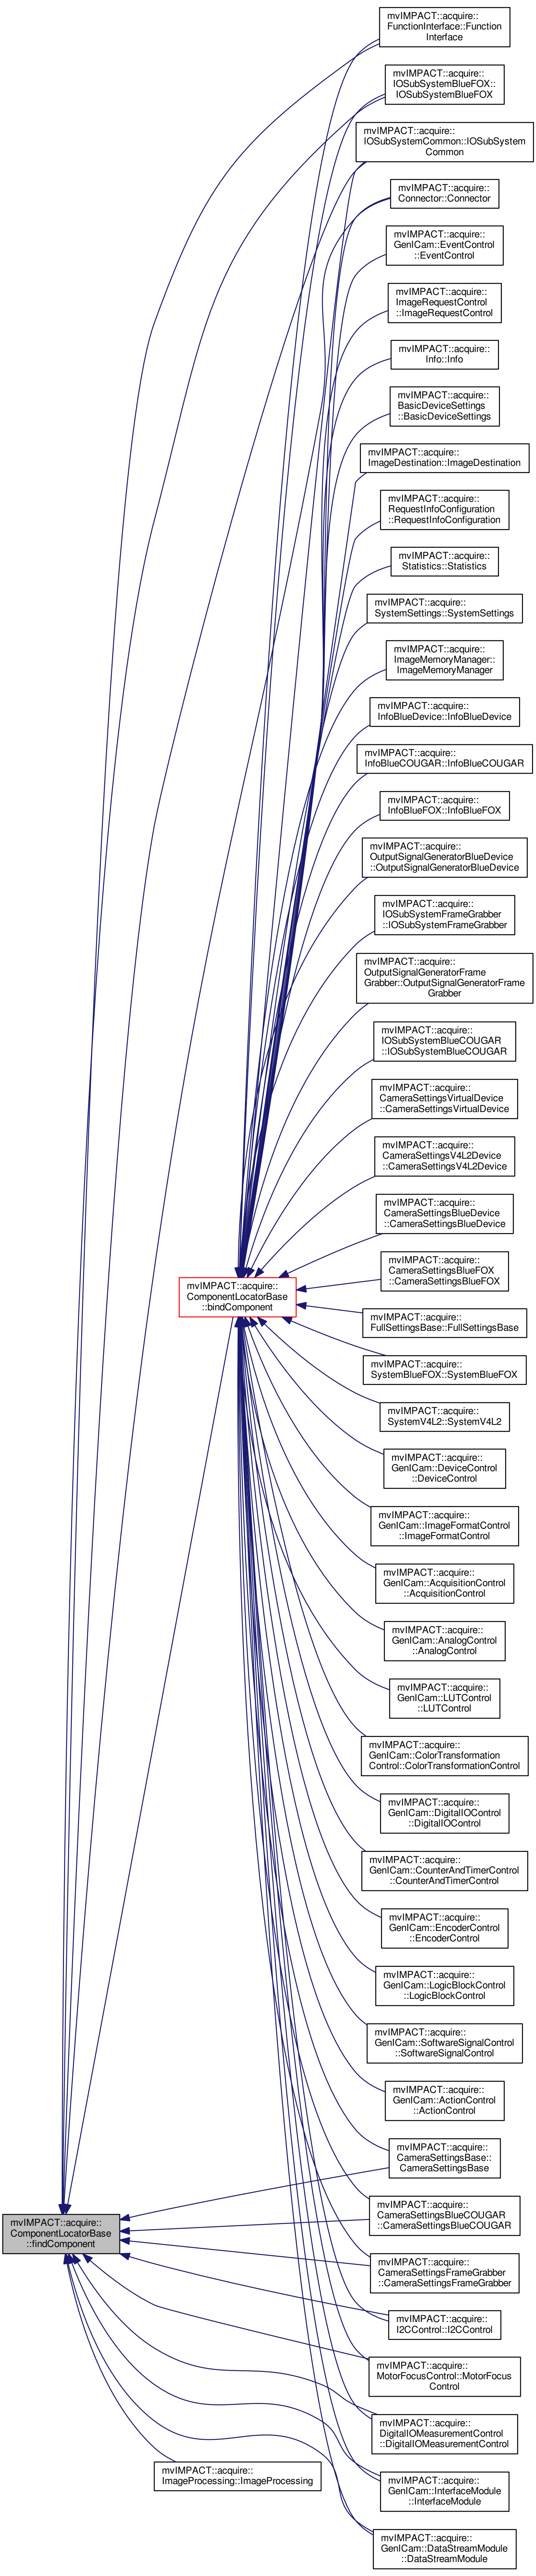 mvIMPACT::acquire::
FunctionInterface::Function
Interface
mvIMPACT::acquire::
IOSubSystemBlueFOX::
IOSubSystemBlueFOX
mvIMPACT::acquire::
IOSubSystemCommon::IOSubSystem
Common
mvIMPACT::acquire::
Connector::Connector
mvIMPACT::acquire::
GenICam::EventControl
::EventControl
mvIMPACT::acquire::
ImageRequestControl
::ImageRequestControl
mvIMPACT::acquire::
Info::Info
mvIMPACT::acquire::
BasicDeviceSettings
::BasicDeviceSettings
mvIMPACT::acquire::
ImageDestination::ImageDestination
mvIMPACT::acquire::
RequestInfoConfiguration
::RequestInfoConfiguration
mvIMPACT::acquire::
Statistics::Statistics
mvIMPACT::acquire::
SystemSettings::SystemSettings
mvIMPACT::acquire::
ImageMemoryManager::
ImageMemoryManager
mvIMPACT::acquire::
InfoBlueDevice::InfoBlueDevice
mvIMPACT::acquire::
InfoBlueCOUGAR::InfoBlueCOUGAR
mvIMPACT::acquire::
InfoBlueFOX::InfoBlueFOX
mvIMPACT::acquire::
OutputSignalGeneratorBlueDevice
::OutputSignalGeneratorBlueDevice
mvIMPACT::acquire::
IOSubSystemFrameGrabber
::IOSubSystemFrameGrabber
mvIMPACT::acquire::
OutputSignalGeneratorFrame
Grabber::OutputSignalGeneratorFrame
Grabber
mvIMPACT::acquire::
IOSubSystemBlueCOUGAR
::IOSubSystemBlueCOUGAR
mvIMPACT::acquire::
CameraSettingsVirtualDevice
::CameraSettingsVirtualDevice
mvIMPACT::acquire::
CameraSettingsV4L2Device
::CameraSettingsV4L2Device
mvIMPACT::acquire::
CameraSettingsBlueDevice
::CameraSettingsBlueDevice
mvIMPACT::acquire::
CameraSettingsBlueFOX
::CameraSettingsBlueFOX
mvIMPACT::acquire::
ComponentLocatorBase
::bindComponent
mvIMPACT::acquire::
FullSettingsBase::FullSettingsBase
mvIMPACT::acquire::
SystemBlueFOX::SystemBlueFOX
mvIMPACT::acquire::
SystemV4L2::SystemV4L2
mvIMPACT::acquire::
GenICam::DeviceControl
::DeviceControl
mvIMPACT::acquire::
GenICam::ImageFormatControl
::ImageFormatControl
mvIMPACT::acquire::
GenICam::AcquisitionControl
::AcquisitionControl
mvIMPACT::acquire::
GenICam::AnalogControl
::AnalogControl
mvIMPACT::acquire::
GenICam::LUTControl
::LUTControl
mvIMPACT::acquire::
GenICam::ColorTransformation
Control::ColorTransformationControl
mvIMPACT::acquire::
GenICam::DigitalIOControl
::DigitalIOControl
mvIMPACT::acquire::
GenICam::CounterAndTimerControl
::CounterAndTimerControl
mvIMPACT::acquire::
GenICam::EncoderControl
::EncoderControl
mvIMPACT::acquire::
GenICam::LogicBlockControl
::LogicBlockControl
mvIMPACT::acquire::
GenICam::SoftwareSignalControl
::SoftwareSignalControl
mvIMPACT::acquire::
GenICam::ActionControl
::ActionControl
mvIMPACT::acquire::
CameraSettingsBase::
CameraSettingsBase
mvIMPACT::acquire::
CameraSettingsBlueCOUGAR
::CameraSettingsBlueCOUGAR
mvIMPACT::acquire::
ComponentLocatorBase
::findComponent
mvIMPACT::acquire::
CameraSettingsFrameGrabber
::CameraSettingsFrameGrabber
mvIMPACT::acquire::
I2CControl::I2CControl
mvIMPACT::acquire::
MotorFocusControl::MotorFocus
Control
mvIMPACT::acquire::
DigitalIOMeasurementControl
::DigitalIOMeasurementControl
mvIMPACT::acquire::
ImageProcessing::ImageProcessing
mvIMPACT::acquire::
GenICam::InterfaceModule
::InterfaceModule
mvIMPACT::acquire::
GenICam::DataStreamModule
::DataStreamModule